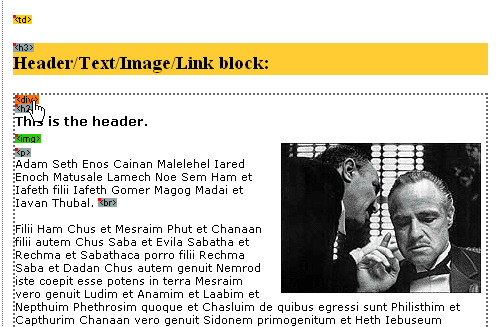 <td>
<h3>
Header/Text/Image/Link block:
<div>
<h2>
This is the header.
<img>
<p>
Adam Seth Enos Cainan Malelehel Iared
Enoch Matusale Lamech Noe Sem Ham et
Iafeth filii Iafeth Gomer Magog Madai et
Iavan Thubal. <br>
Filii Ham Chus et Mesraim Phut et Chanaan
filii autem Chus Saba et Evila Sabatha et
Rechma et Sabathaca porro filii Rechma
Saba et Dadan Chus autem genuit Nemrod
iste coepit esse potens in terra Mesraim
vero genuit Ludim et Anamim et Laabim et
Nepthuim Phethrosim quoque et Chasluim de quibus egressi sunt Philisthim et
Capthurim Chanaan vero genuit Sidonem primogenitum et Heth Iebuseum